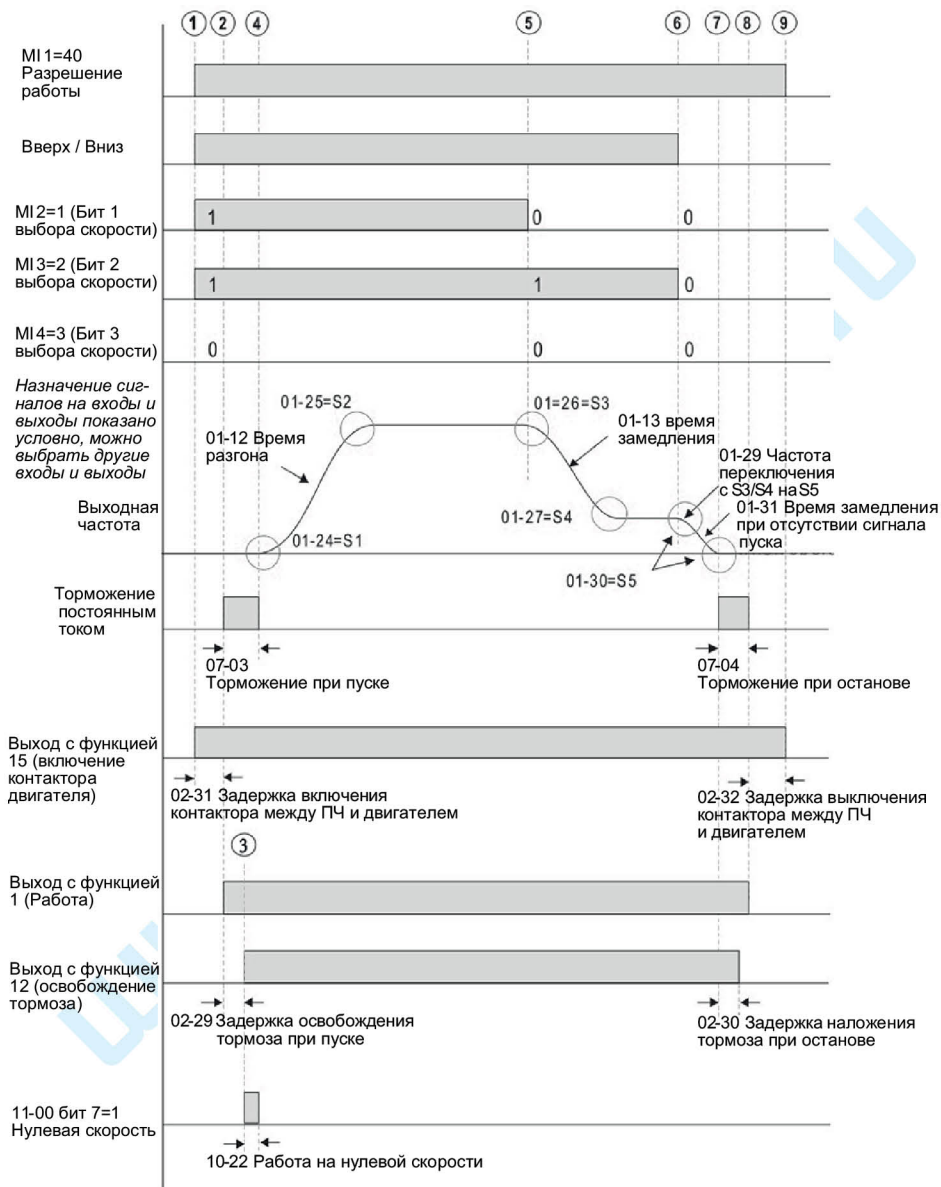 1 2 4 5 6 7 8 9
MI 1=40
Разрешение
работы
Вверх / Вниз
MI 2=1 (Бит 1
выбора скорости)
1 0 0
MI 3=2 (Бит 2
выбора скорости)
1 1 0
MI 4=3 (Бит 3
выбора скорости)
0 0 0
Назначение сиг-
налов на входы и
выходы показано
условно, можно
выбрать другие
входы и выходы
01-25=S2
01=26=S3
01-12 Время
разгона
01-13 время
замедления
01-29 Частота
переключения
с S3/S4 на S5
Выходная
частота
01-24=S1
01-27=S4
01-31 Время замедления
при отсутствии сигнала
пуска
01-30=S5
Торможение
постоянным
током
07-03
Торможение при пуске
07-04
Торможение при останове
Выход с функцией
15 (включение
контактора
двигателя)
02-31 Задержка включения
контактора между ПЧ и двигателем
02-32 Задержка выключения
контактора между ПЧ
и двигателем
3
Выход с функцией
1 (Работа)
Выход с функцией
12 (освобождение
тормоза)
02-29 Задержка освобождения
тормоза при пуске
02-30 Задержка наложения
тормоза при останове
11-00 бит 7=1
Нулевая скорость
10-22 Работа на нулевой скорости